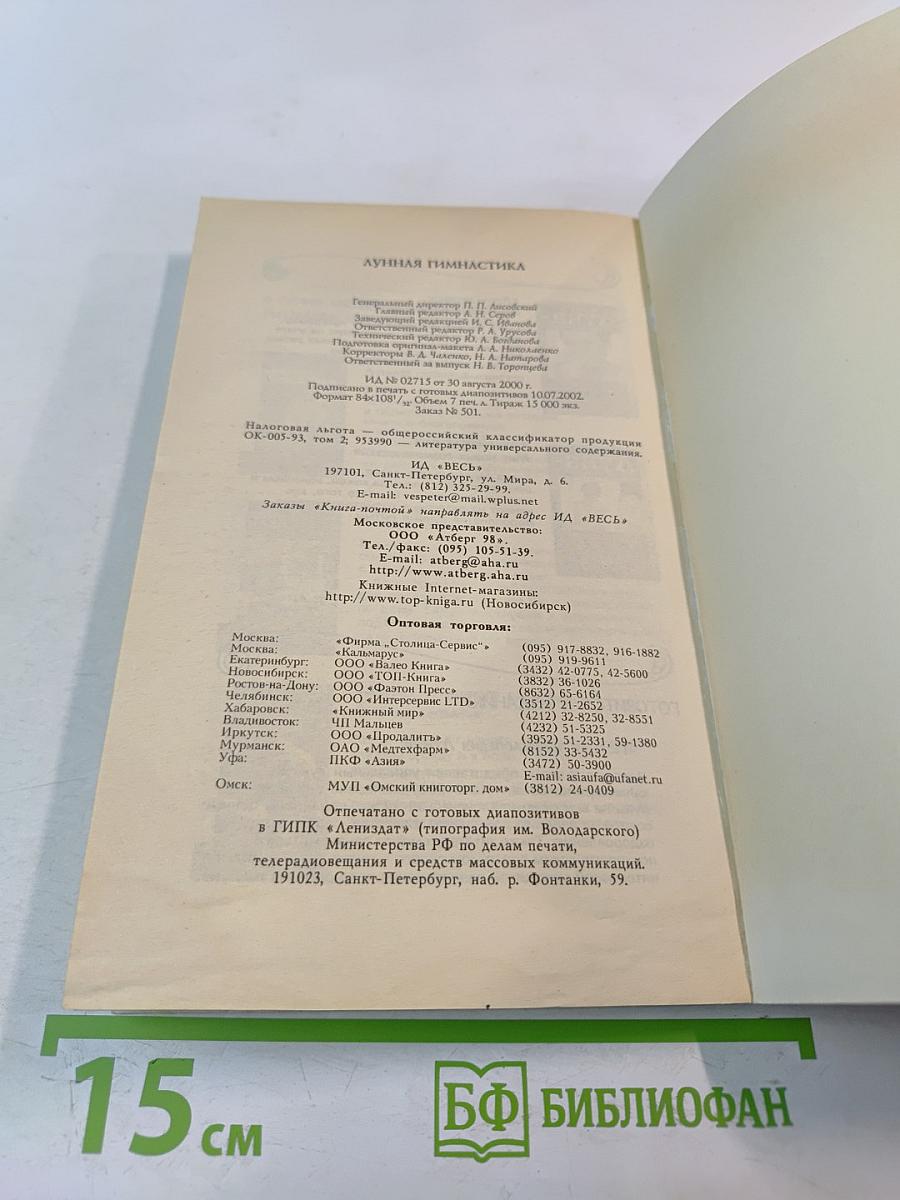 ЛУННАЯ ГИМНАСТИКА
Генеральный директор П. П. Лисовский
Главный редактор А. Н. Серов
Заведующий редакцией И. С. Иванова
Ответственный редактор Р. А. Урусова
Технический редактор Ю. А. Богданова
Подготовка оригинал-макета Л. А. Николаенко
Корректоры В. Д. Чаленко, Н. А. Натарова
Ответственный за выпуск Н. В. Торопцева
ИД № 02715 от 30 августа 2000 г.
Подписано в печать с готовых диапозитивов 10.07.2002.
Формат 84×108¹/₃₂. Объем 7 печ. л. Тираж 15 000 экз.
Заказ № 501.
Налоговая льгота — общероссийский классификатор продукции
ОК-005-93, том 2; 953990 — литература универсального содержания.
ИД «ВЕСЬ»
197101, Санкт-Петербург, ул. Мира, д. 6.
Тел.: (812) 325-29-99.
E-mail: vespeter@mail.wplus.net
Заказы «Книга-почтой» направлять на адрес ИД «ВЕСЬ»
Московское представительство:
ООО «Атберг 98».
Тел./факс: (095) 105-51-39.
E-mail: atberg@aha.ru
http://www.atberg.aha.ru
Книжные Internet-магазины:
http://www.top-kniga.ru (Новосибирск)
Оптовая торговля:
Москва: «Фирма „Столица-Сервис“» (095) 917-8832, 916-1882
Москва: «Кальмарус» (095) 919-9611
Екатеринбург: ООО «Валео Книга» (3432) 42-0775, 42-5600
Новосибирск: ООО «ТОП-Книга» (3832) 36-1026
Ростов-на-Дону: ООО «Фаэтон Пресс» (8632) 65-6164
Челябинск: ООО «Интерсервис LTD» (3512) 21-2652
Хабаровск: «Книжный мир» (4212) 32-8250, 32-8551
Владивосток: ЧП Мальцев (4232) 51-5325
Иркутск: ООО «Продалитъ» (3952) 51-2331, 59-1380
Мурманск: ОАО «Медтехфарм» (8152) 33-5432
Уфа: ПКФ «Азия» (3472) 50-3900
E-mail: asiaufa@ufanet.ru
Омск: МУП «Омский книготорг. дом» (3812) 24-0409
Отпечатано с готовых диапозитивов
в ГИПК «Лениздат» (типография им. Володарского)
Министерства РФ по делам печати,
телерадиовещания и средств массовых коммуникаций.
191023, Санкт-Петербург, наб. р. Фонтанки, 59.
15 см
БФ БИБЛИОФАН